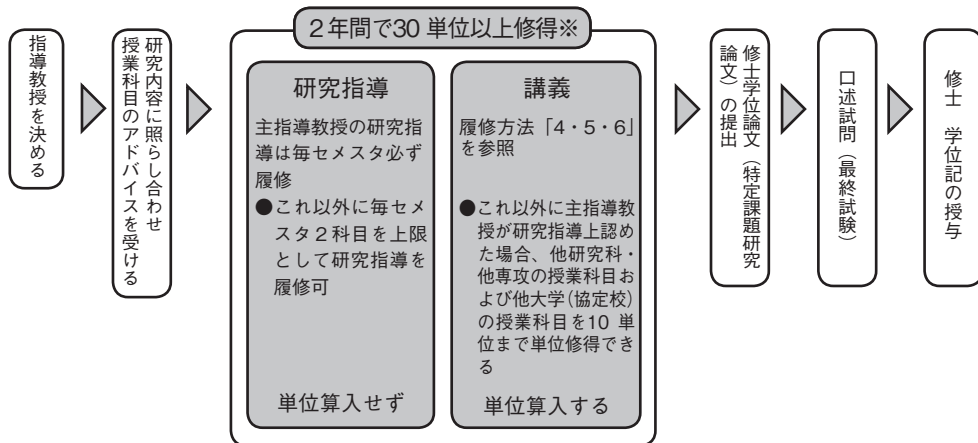 指導教授を決める
研究内容に照らし合わせ
授業科目のアドバイスを受ける
2年間で30 単位以上修得※
研究指導
主指導教授の研究指
導は毎セメスタ必ず
履修
●これ以外に毎セメ
スタ2科目を上限
として研究指導を
履修可
単位算入せず
講義
履修方法「4・5・6」
を参照
●これ以外に主指導教
授が研究指導上認め
た場合、他研究科・
他専攻の授業科目お
よび他大学(協定校)
の授業科目を10 単
位まで単位修得でき
る
単位算入する
修士学位論文(特定課題研究
論文)の提出
口述試問(最終試験)
修士 学位記の授与